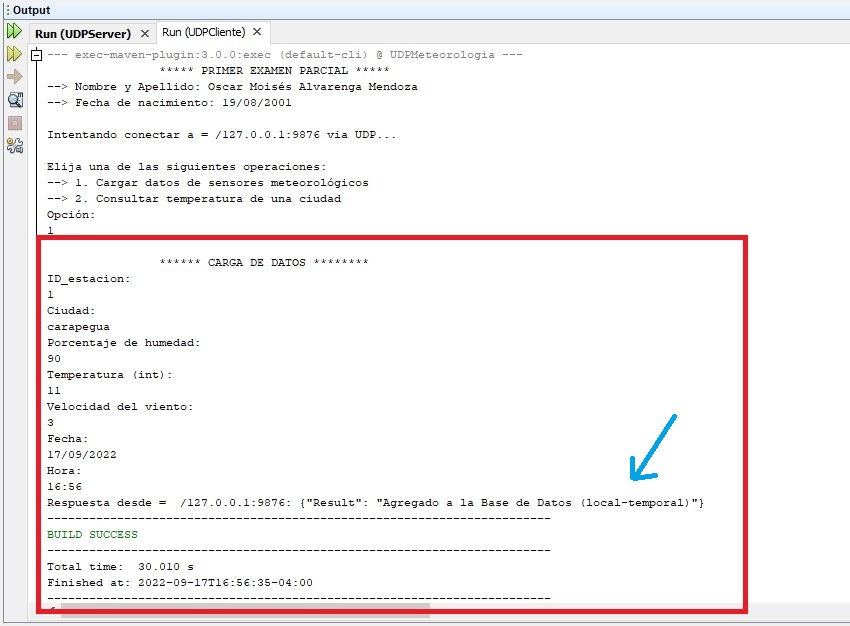 Output
Run (UDPServer) Run (UDPCliente)
--- exec-maven-plugin:3.0.0:exec (default-cli) @ UDPMeteorologia ---
***** PRIMER EXAMEN PARCIAL *****
--> Nombre y Apellido: Oscar Moisés Alvarenga Mendoza
--> Fecha de nacimiento: 19/08/2001
Intentando conectar a = /127.0.0.1:9876 via UDP...
Elija una de las siguientes operaciones:
--> 1. Cargar datos de sensores meteorológicos
--> 2. Consultar temperatura de una ciudad
Opción:
1
****** CARGA DE DATOS ********
ID_estacion:
1
Ciudad:
carapegua
Porcentaje de humedad:
90
Temperatura (int):
11
Velocidad del viento:
3
Fecha:
17/09/2022
Hora:
16:56
Respuesta desde =  /127.0.0.1:9876: {"Result": "Agregado a la Base de Datos (local-temporal)"}
------------------------------------------------------------------------
BUILD SUCCESS
------------------------------------------------------------------------
Total time:  30.010 s
Finished at: 2022-09-17T16:56:35-04:00
------------------------------------------------------------------------